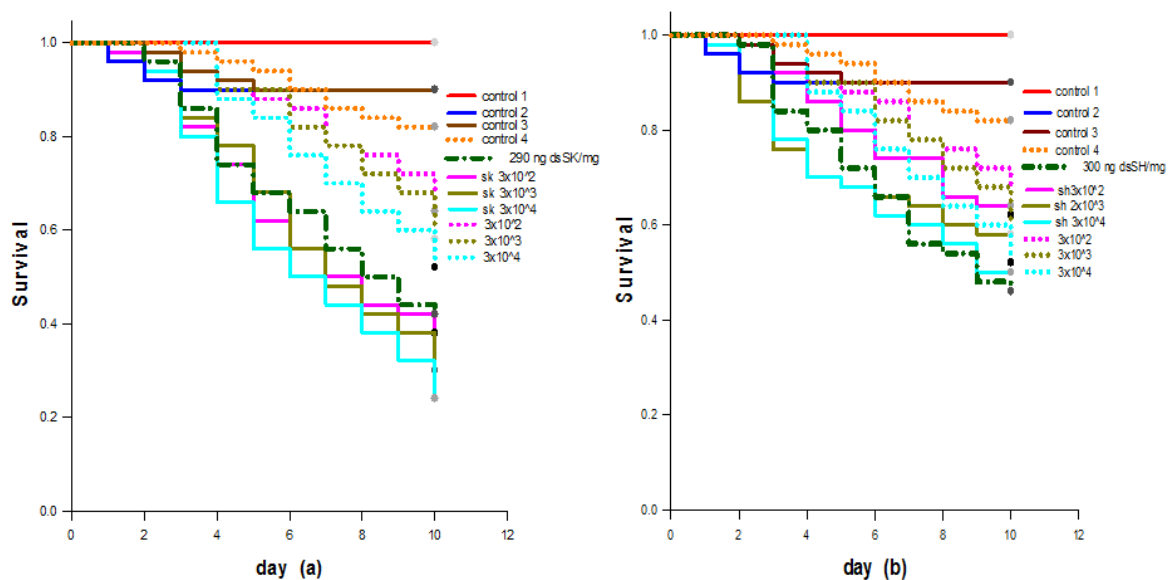 Survival
1.0
0.8
0.6
0.4
0.2
0.0
0 2 4 6 8 10 12
day (a)
control 1
control 2
control 3
control 4
290 ng dsSK/mg
sk 3x10^2
sk 3x10^3
sk 3x10^4
3x10^2
3x10^3
3x10^4
Survival
1.0
0.8
0.6
0.4
0.2
0.0
0 2 4 6 8 10 12
day (b)
control 1
control 2
control 3
control 4
300 ng dsSH/mg
sh3x10^2
sh 2x10^3
sh 3x10^4
3x10^2
3x10^3
3x10^4